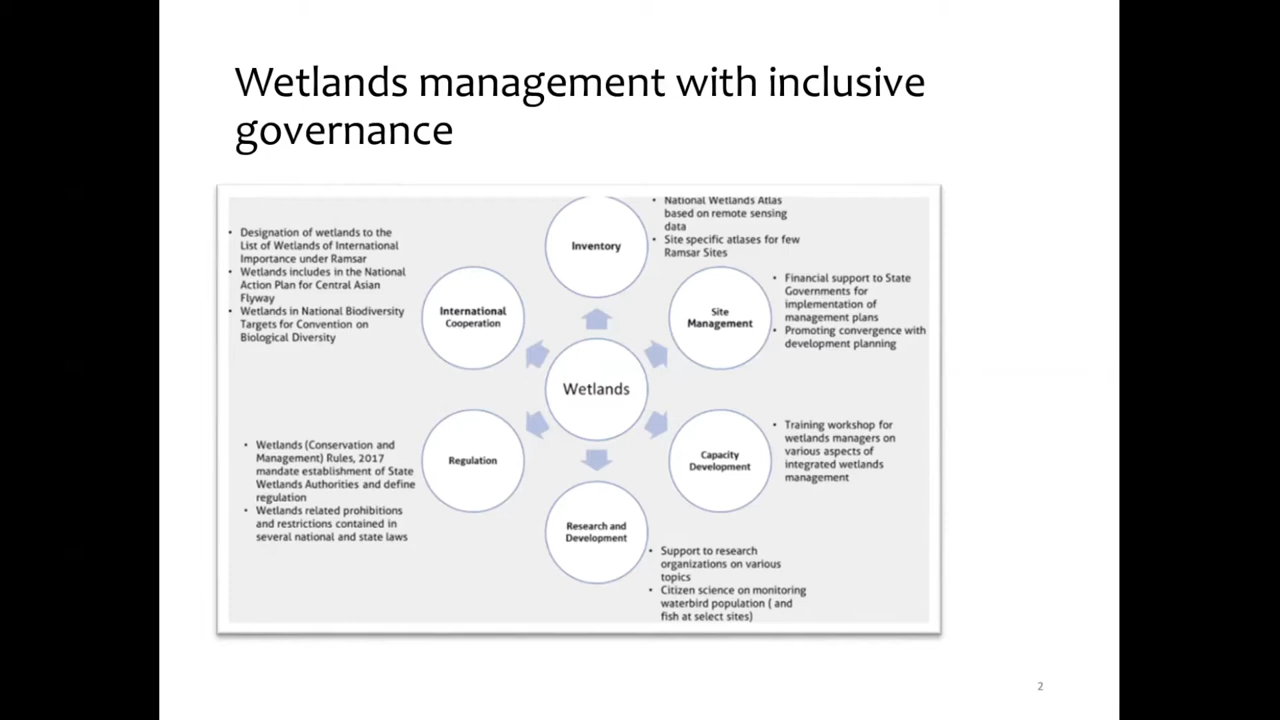 Wetlands management with inclusive
governance
Inventory
• National Wetlands Atlas
based on remote sensing
data
• Site specific atlases for few
Ramsar Sites
• Designation of wetlands to the
List of Wetlands of International
Importance under Ramsar
• Wetlands includes in the National
Action Plan for Central Asian
Flyway
• Wetlands in National Biodiversity
Targets for Convention on
Biological Diversity
International
Cooperation
Site
Management
• Financial support to State
Governments for
implementation of
management plans
• Promoting convergence with
development planning
Wetlands
• Wetlands (Conservation and
Management) Rules, 2017
mandate establishment of State
Wetlands Authorities and define
regulation
• Wetlands related prohibitions
and restrictions contained in
several national and state laws
Regulation
Capacity
Development
• Training workshop for
wetlands managers on
various aspects of
integrated wetlands
management
Research and
Development
• Support to research
organizations on various
topics
• Citizen science on monitoring
waterbird population ( and
fish at select sites)
2